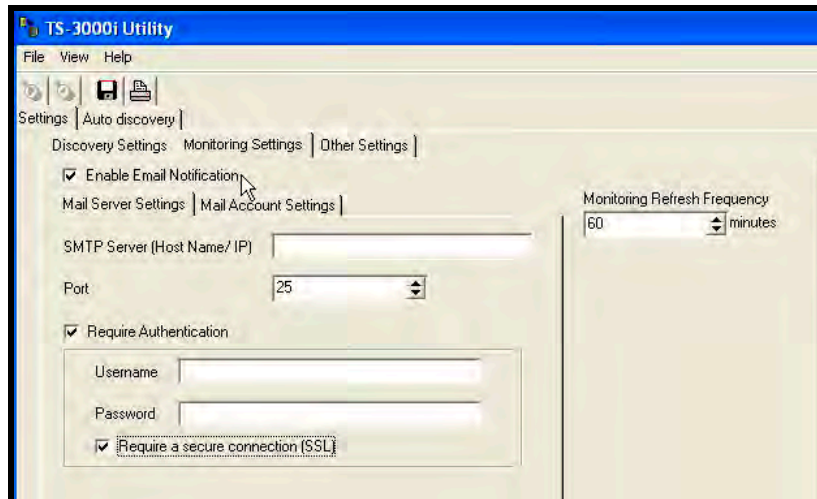 TS-3000i Utility
File View Help
Settings Auto discovery
Discovery Settings Monitoring Settings Other Settings
Enable Email Notification
Mail Server Settings Mail Account Settings
Monitoring Refresh Frequency
60 minutes
SMTP Server (Host Name/ IP)
Port 25
Require Authentication
Username
Password
Require a secure connection (SSL)